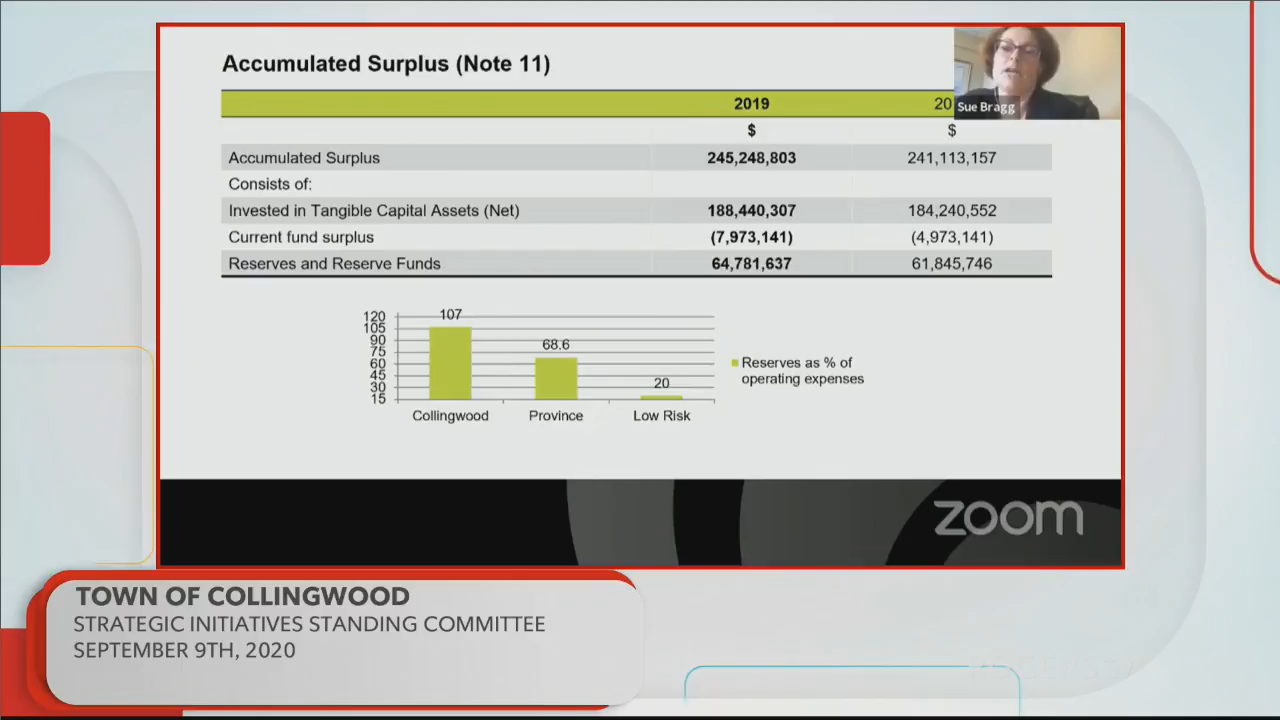 Accumulated Surplus (Note 11)
2019 20
$ $
Accumulated Surplus 245,248,803 241,113,157
Consists of:
Invested in Tangible Capital Assets (Net) 188,440,307 184,240,552
Current fund surplus (7,973,141) (4,973,141)
Reserves and Reserve Funds 64,781,637 61,845,746
Sue Bragg
120
105
90
75
60
45
30
15
107
68.6
20
Collingwood Province Low Risk
Reserves as % of
operating expenses
zoom
TOWN OF COLLINGWOOD
STRATEGIC INITIATIVES STANDING COMMITTEE
SEPTEMBER 9TH, 2020